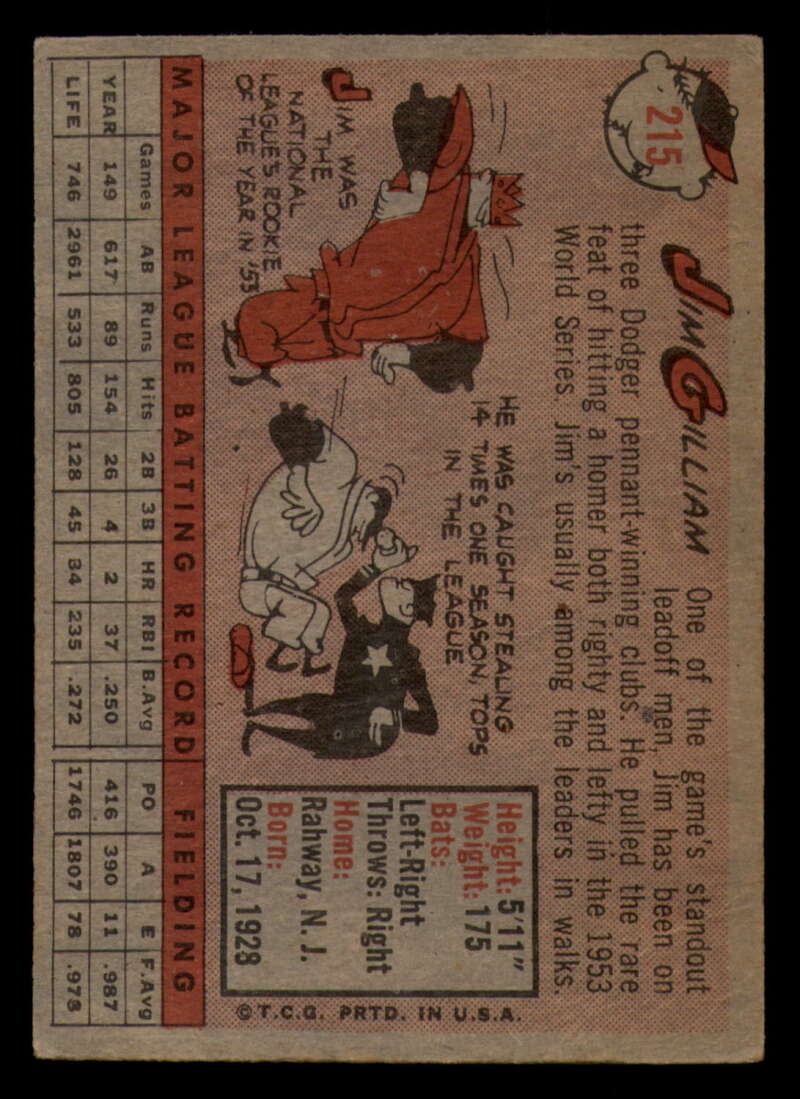 215
JIM GILLIAM
One of the game's standout
leadoff men, Jim has been on
three Dodger pennant-winning clubs. He pulled the rare
feat of hitting a homer both righty and lefty in the 1953
World Series. Jim's usually among the leaders in walks.
JIM WAS
THE
NATIONAL
LEAGUE'S ROOKIE
OF THE YEAR IN '53
HE WAS CAUGHT STEALING
14 TIMES ONE SEASON, TOPS
IN THE LEAGUE
Height: 5'11"
Weight: 175
Bats:
Left-Right
Throws: Right
Home:
Rahway, N. J.
Born:
Oct. 17, 1928
©T.C.G. PRTD. IN U.S.A.
MAJOR LEAGUE BATTING RECORD FIELDING
Games AB Runs Hits 2B 3B HR RBI B.Avg PO A E F.Avg
YEAR 149 617 89 154 26 4 2 37 .250 416 390 11 .987
LIFE 746 2961 533 805 128 45 34 235 .272 1746 1807 78 .978